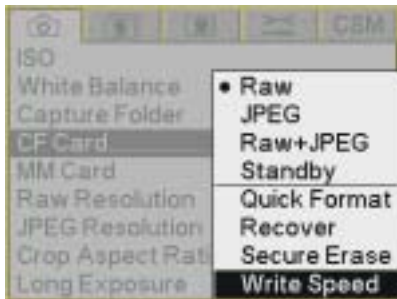 CSM
ISO
White Balance
Capture Folder
CF Card
MM Card
Raw Resolution
JPEG Resolution
Crop Aspect Rati
Long Exposure
• Raw
JPEG
Raw+JPEG
Standby
Quick Format
Recover
Secure Erase
Write Speed